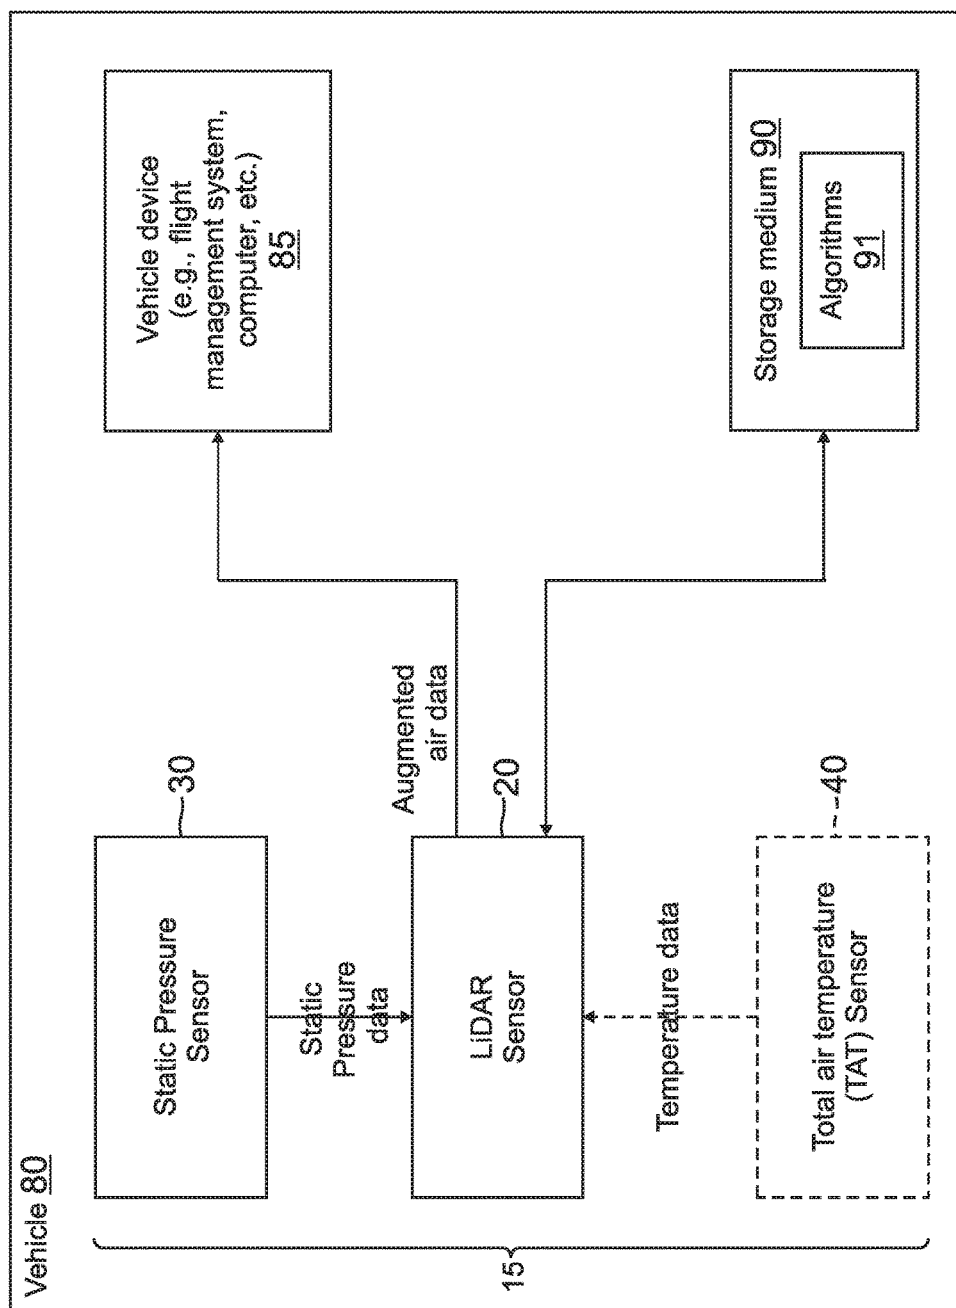 Vehicle 80
15
Static Pressure
Sensor
30
Static
Pressure
data
LiDAR
Sensor
20
Augmented
air data
Temperature data
Total air temperature
(TAT) Sensor
40
Vehicle device
(e.g., flight
management system,
computer, etc.)
85
Storage medium 90
Algorithms
91